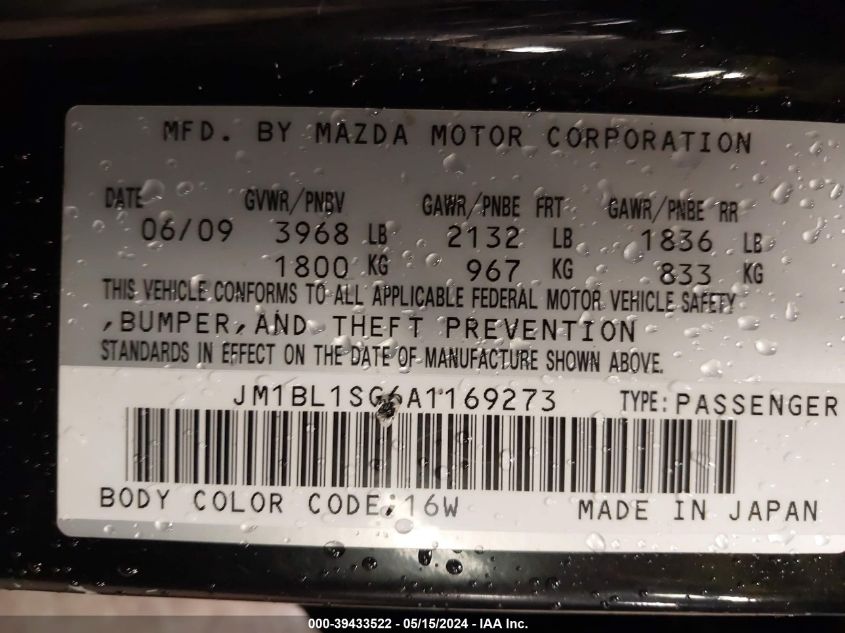 MFD. BY MAZDA MOTOR CORPORATION
DATE GVWR/PNBV GAWR/PNBE FRT GAWR/PNBE RR
06/09 3968 LB 2132 LB 1836 LB
1800 KG 967 KG 833 KG
THIS VEHICLE CONFORMS TO ALL APPLICABLE FEDERAL MOTOR VEHICLE SAFETY
,BUMPER,AND THEFT PREVENTION
STANDARDS IN EFFECT ON THE DATE OF MANUFACTURE SHOWN ABOVE.
JM1BL1SG6A1169273 TYPE:PASSENGER
BODY COLOR CODE:16W MADE IN JAPAN
000-39433522 - 05/15/2024 - IAA Inc.